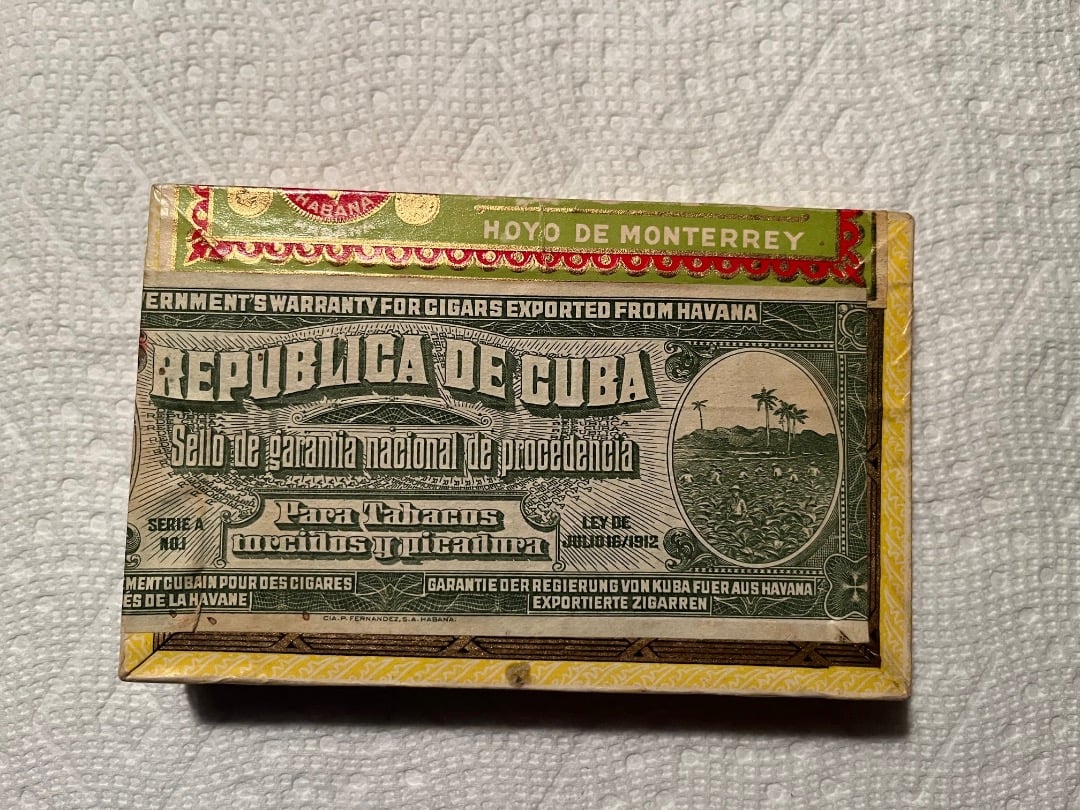 HABANA
HOYO DE MONTERREY
ERNMENT'S WARRANTY FOR CIGARS EXPORTED FROM HAVANA
REPUBLICA DE CUBA
Sello de garantia nacional de procedencia
SERIE A
NO.1
Para Tabacos
torcidos y picadura
LEY DE
JULIO 16/1912
MENT CUBAIN POUR DES CIGARES
ÉS DE LA HAVANE
GARANTIE DER REGIERUNG VON KUBA FUER AUS HAVANA
EXPORTIERTE ZIGARREN
CIA. P. FERNANDEZ, S.A. HABANA.